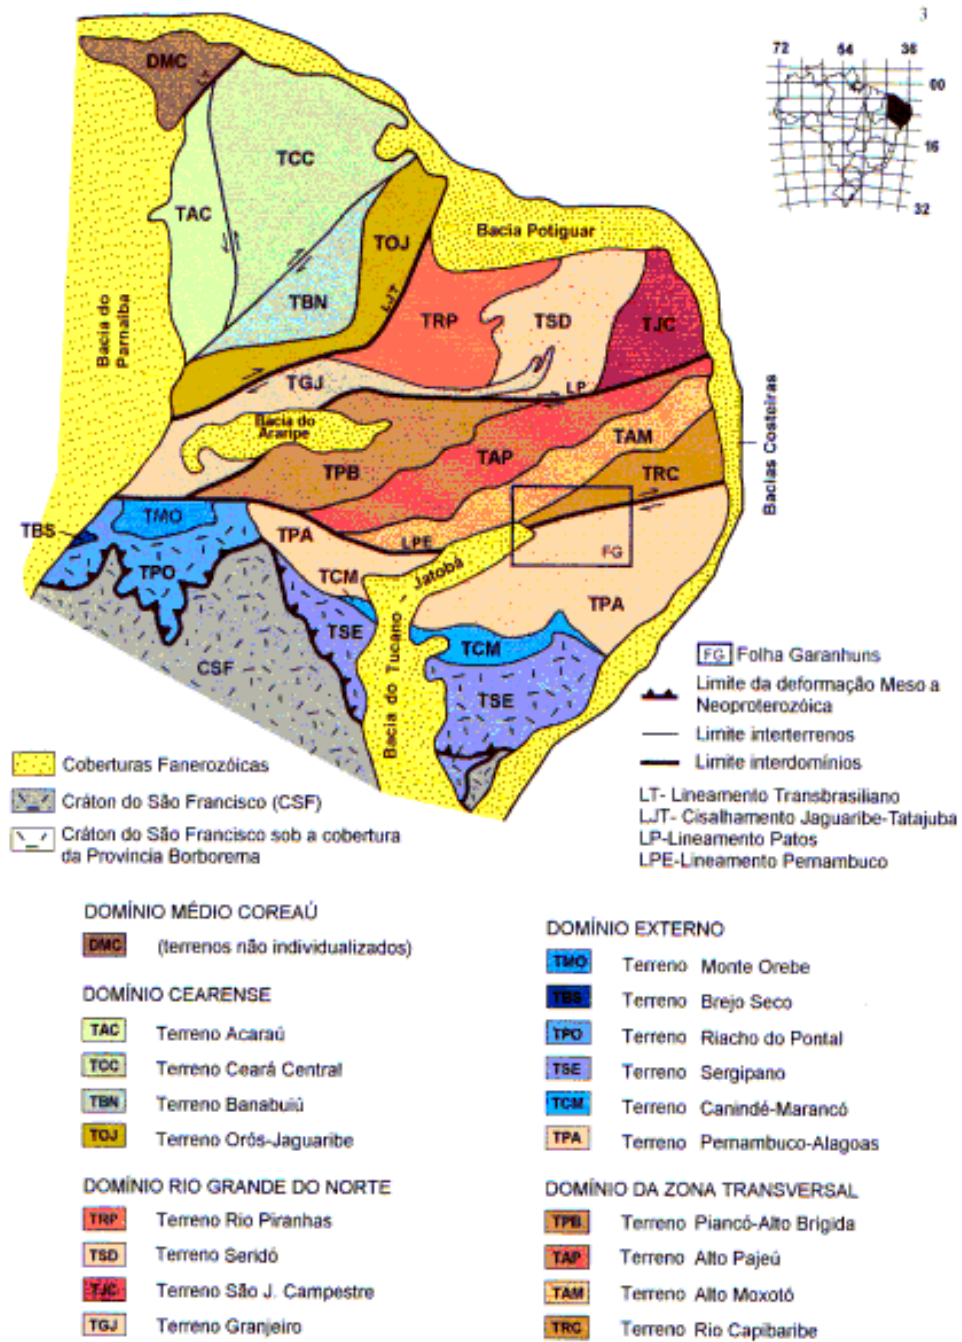 3
72 54 36
00
16
32
DMC
LT
TCC
TAC
TOJ
Bacia Potiguar
TBN
LJT
Bacia do
Parnaíba
TRP
TSD
TJC
TGJ
LP
Bacia do
Araripe
TAM
TPB
TAP
TRC
Bacias Costeiras
TBS
TMO
TPA
LPE
FG
TPO
TCM
Jatobá
TPA
TSE
TCM
CSF
Bacia do Tucano
TSE
FG Folha Garanhuns
Limite da deformação Meso a
Neoproterozóica
Limite interterrenos
Limite interdomínios
LT- Lineamento Transbrasiliano
LJT- Cisalhamento Jaguaribe-Tatajuba
LP-Lineamento Patos
LPE-Lineamento Pernambuco
Coberturas Fanerozóicas
Cráton do São Francisco (CSF)
Cráton do São Francisco sob a cobertura
da Província Borborema
DOMÍNIO MÉDIO COREAÚ
DMC (terrenos não individualizados)
DOMÍNIO CEARENSE
TAC Terreno Acaraú
TCC Terreno Ceará Central
TBN Terreno Banabuiú
TOJ Terreno Orós-Jaguaribe
DOMÍNIO RIO GRANDE DO NORTE
TRP Terreno Rio Piranhas
TSD Terreno Seridó
TJC Terreno São J. Campestre
TGJ Terreno Granjeiro
DOMÍNIO EXTERNO
TMO Terreno Monte Orebe
TBS Terreno Brejo Seco
TPO Terreno Riacho do Pontal
TSE Terreno Sergipano
TCM Terreno Canindé-Marancó
TPA Terreno Pernambuco-Alagoas
DOMÍNIO DA ZONA TRANSVERSAL
TPB Terreno Piancó-Alto Brígida
TAP Terreno Alto Pajeú
TAM Terreno Alto Moxotó
TRC Terreno Rio Capibaribe